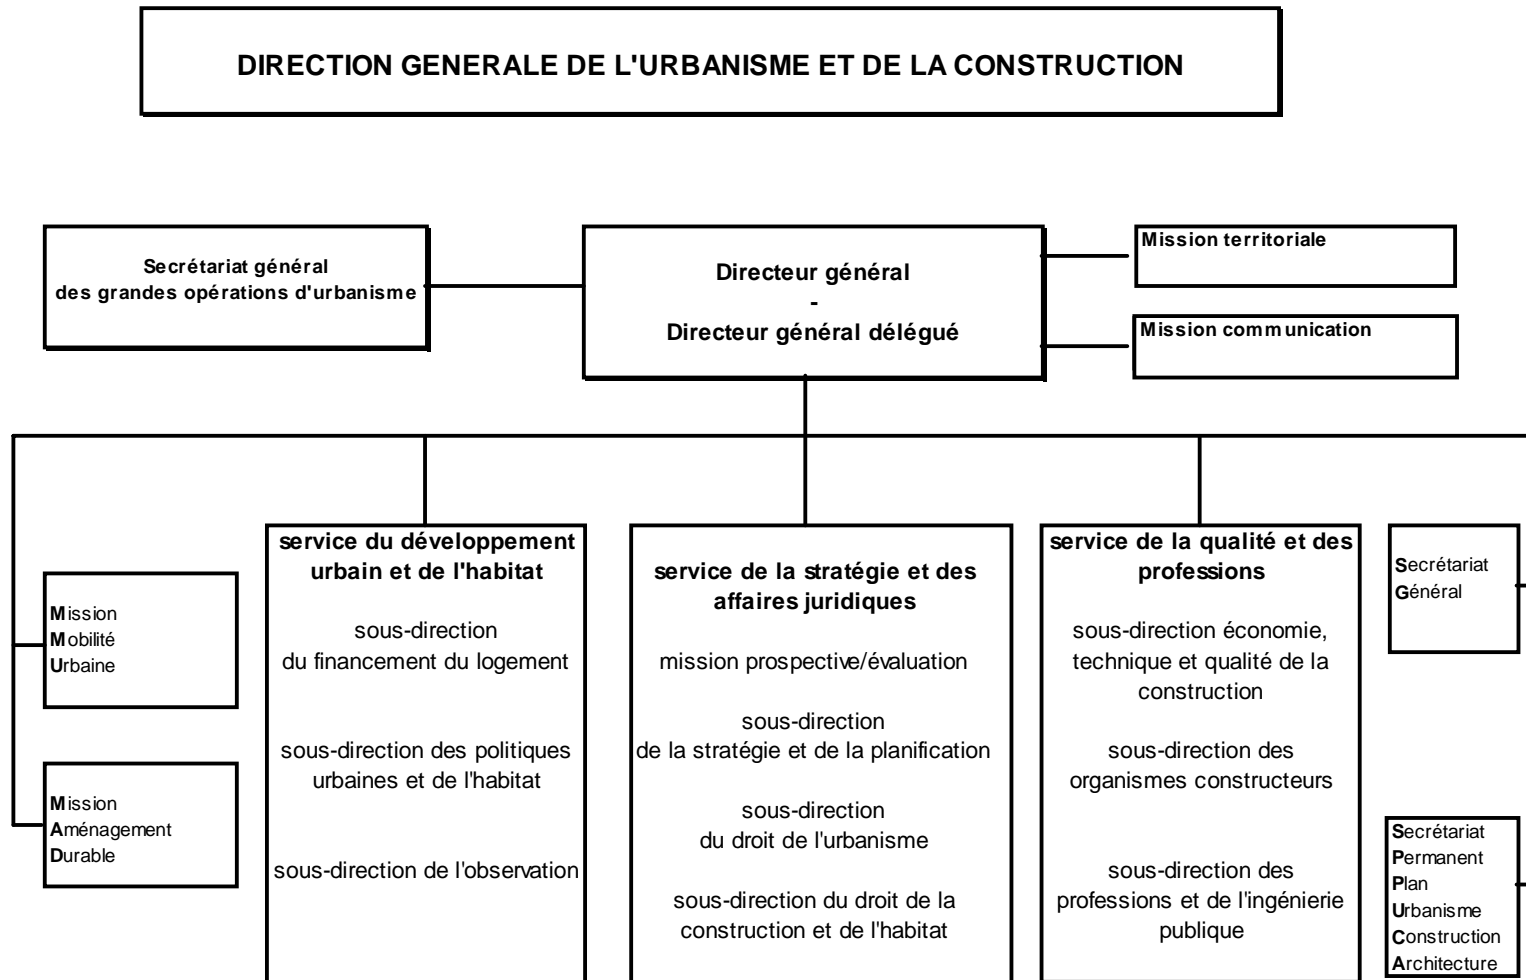 DIRECTION GENERALE DE L'URBANISME ET DE LA CONSTRUCTION
Secrétariat général
des grandes opérations d'urbanisme
Directeur général
-
Directeur général délégué
Mission territoriale
Mission communication
Mission
Mobilité
Urbaine
Mission
Aménagement
Durable
service du développement
urbain et de l'habitat
sous-direction
du financement du logement
sous-direction des politiques
urbaines et de l'habitat
sous-direction de l'observation
service de la stratégie et des
affaires juridiques
mission prospective/évaluation
sous-direction
de la stratégie et de la planification
sous-direction
du droit de l'urbanisme
sous-direction du droit de la
construction et de l'habitat
service de la qualité et des
professions
sous-direction économie,
technique et qualité de la
construction
sous-direction des
organismes constructeurs
sous-direction des
professions et de l'ingénierie
publique
Secrétariat
Général
Secrétariat
Permanent
Plan
Urbanisme
Construction
Architecture